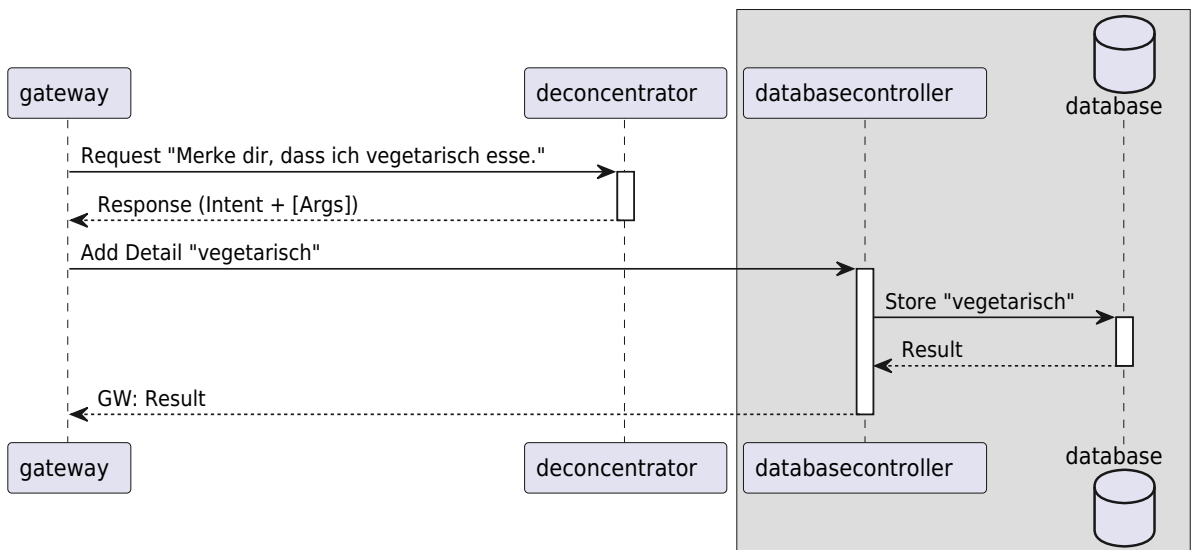 gateway
deconcentrator
databasecontroller
database
Request "Merke dir, dass ich vegetarisch esse."
Response (Intent + [Args])
Add Detail "vegetarisch"
Store "vegetarisch"
Result
GW: Result
gateway
deconcentrator
databasecontroller
database